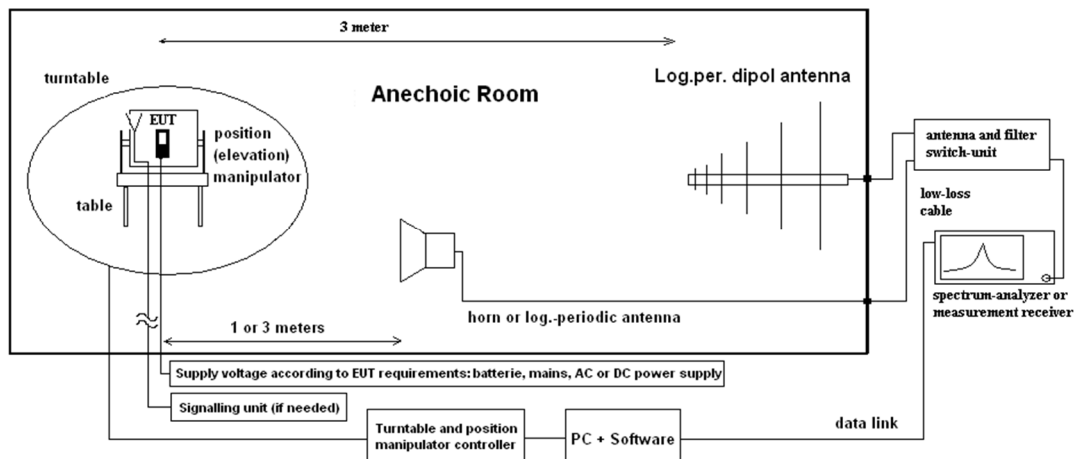 3 meter
turntable
Log.per. dipol antenna
Anechoic Room
EUT
position
(elevation)
manipulator
table
antenna and filter
switch-unit
low-loss
cable
spectrum-analyzer or
measurement receiver
horn or log.-periodic antenna
1 or 3 meters
Supply voltage according to EUT requirements: batterie, mains, AC or DC power supply
Signalling unit (if needed)
Turntable and position
manipulator controller
PC + Software
data link